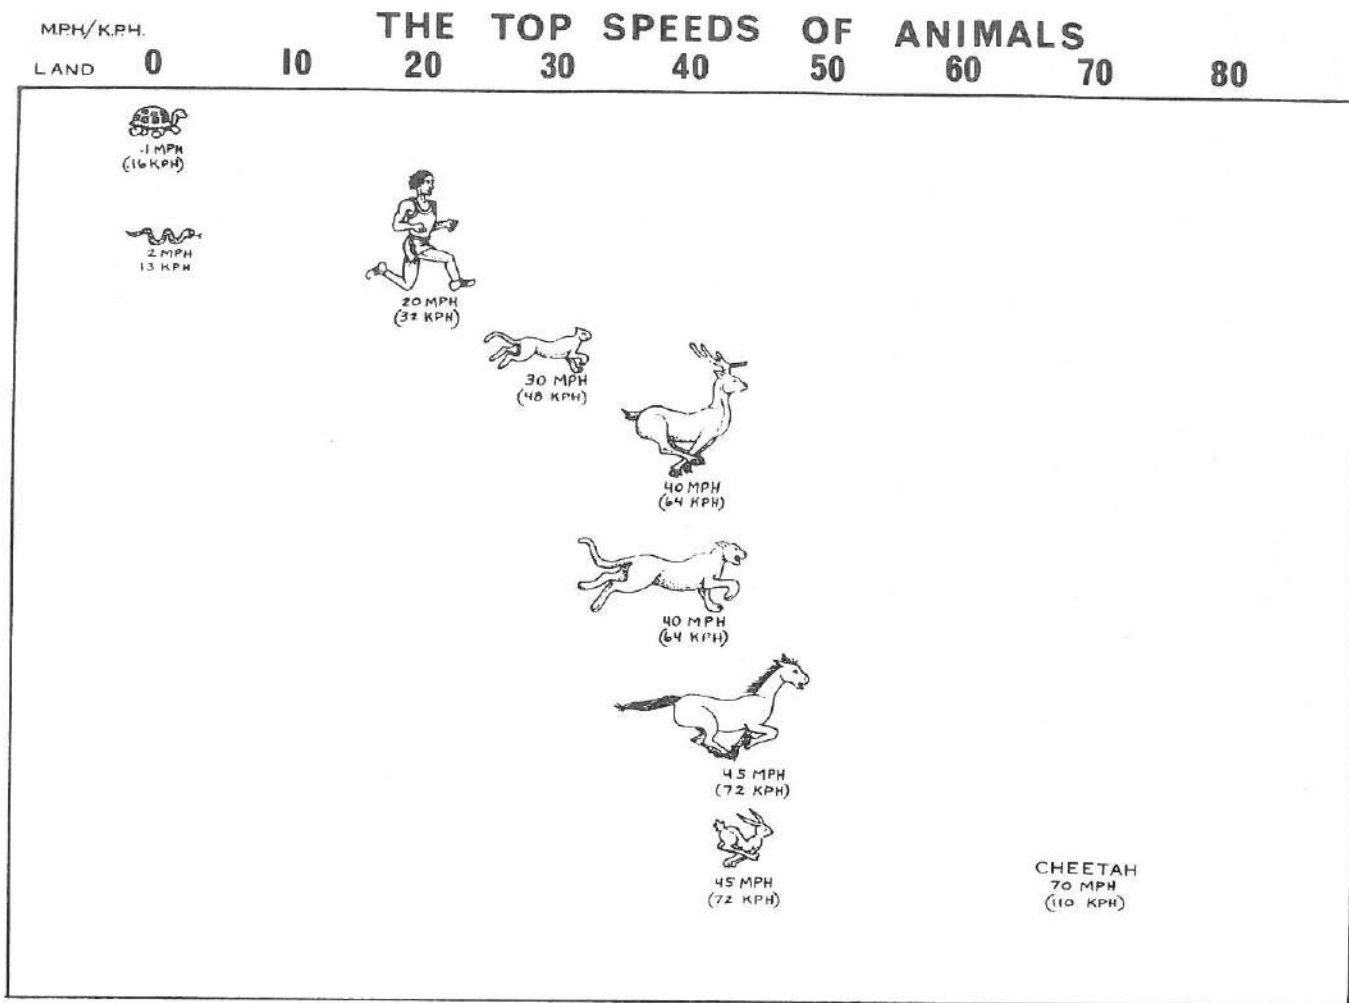 THE TOP SPEEDS OF ANIMALS
MPH/K.P.H.
LAND 0 10 20 30 40 50 60 70 80
.1 MPH
(.16 KPH)
2 MPH
13 KPH
20 MPH
(32 KPH)
30 MPH
(48 KPH)
40 MPH
(64 KPH)
40 MPH
(64 KPH)
45 MPH
(72 KPH)
45 MPH
(72 KPH)
CHEETAH
70 MPH
(110 KPH)